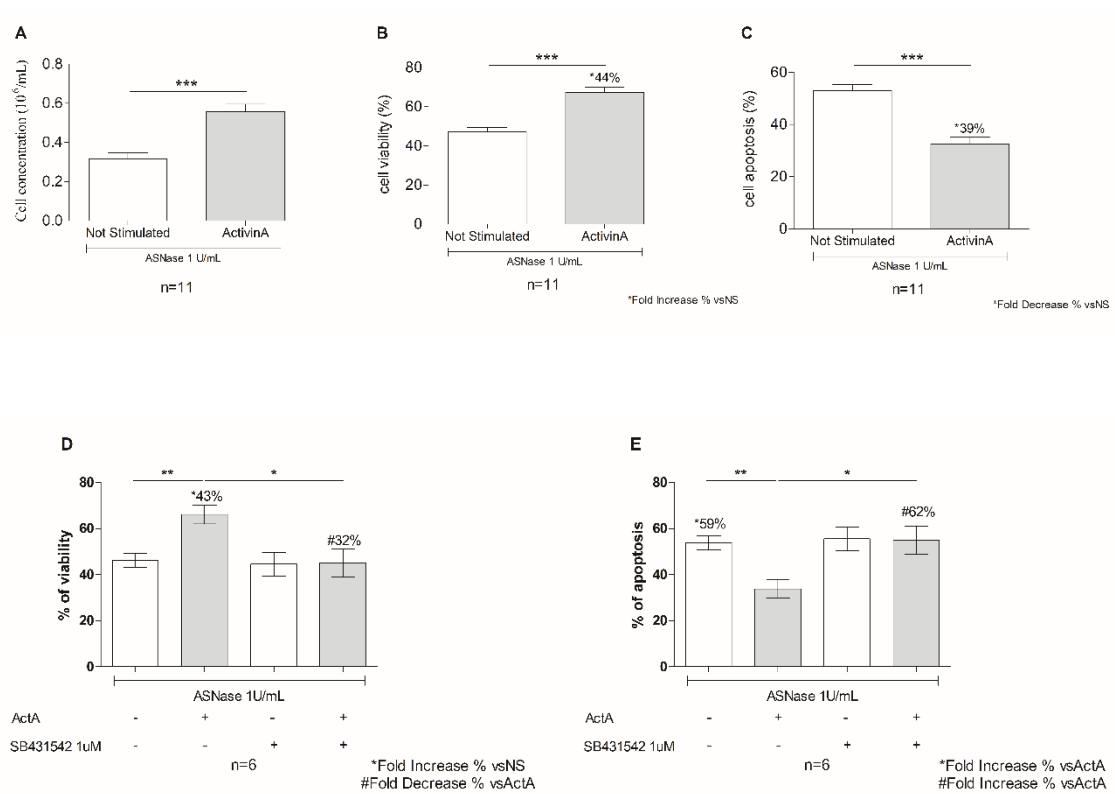 A
Cell concentration (10⁶/mL)
0.8
0.6
0.4
0.2
0.0
***
Not Stimulated ActivinA
ASNase 1 U/mL
n=11
B
cell viability (%)
80
60
40
20
0
***
*44%
Not Stimulated ActivinA
ASNase 1 U/mL
n=11
*Fold Increase % vsNS
C
cell apoptosis (%)
60
40
20
0
***
*39%
Not Stimulated ActivinA
ASNase 1 U/mL
n=11
*Fold Decrease % vsNS
D
% of viability
80
60
40
20
0
** *
*43%
#32%
ASNase 1U/mL
ActA - + - +
SB431542 1uM - - + +
n=6
*Fold Increase % vsNS
#Fold Decrease % vsActA
E
% of apoptosis
80
60
40
20
0
** *
*59%
#62%
ASNase 1U/mL
ActA - + - +
SB431542 1uM - - + +
n=6
*Fold Increase % vsActA
#Fold Increase % vsActA